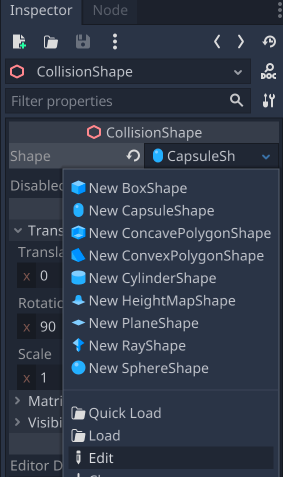 Inspector Node
CollisionShape
DOC
Filter properties
CollisionShape
Shape CapsuleSh
Disabled
New BoxShape
New CapsuleShape
New ConcavePolygonShape
Trans
New ConvexPolygonShape
Transla
New CylinderShape
x 0
New HeightMapShape
Rotatio
New PlaneShape
x 90
New RayShape
Scale
New SphereShape
x 1
Matri
Quick Load
Visibi
Load
Edit
Editor D